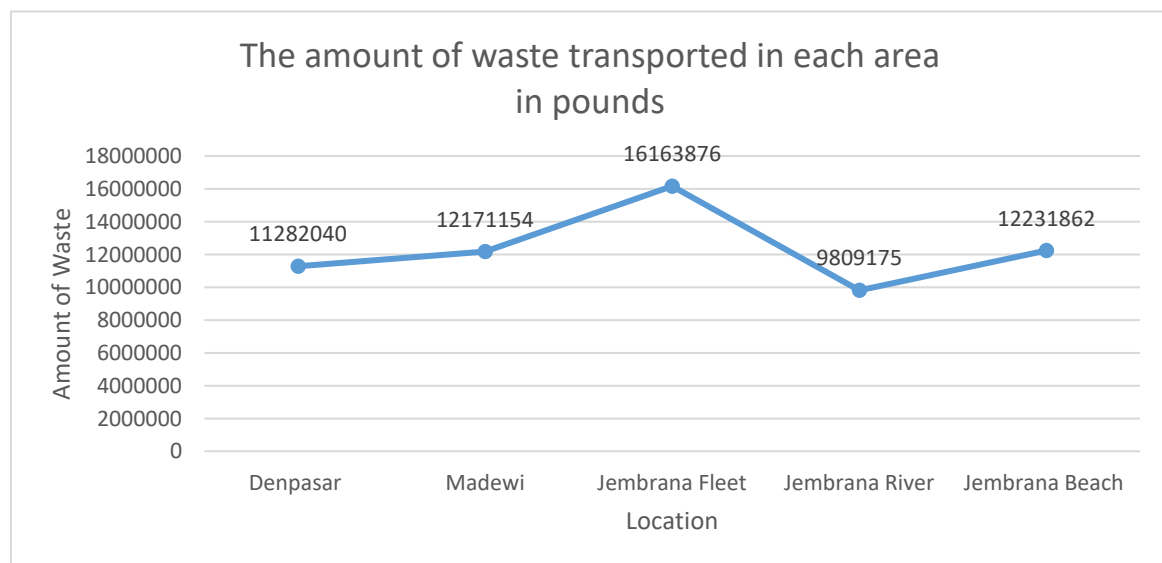 The amount of waste transported in each area
in pounds
18000000
16000000
14000000
12000000
10000000
8000000
6000000
4000000
2000000
0
Amount of Waste
11282040
12171154
16163876
9809175
12231862
Denpasar
Madewi
Jembrana Fleet
Jembrana River
Jembrana Beach
Location